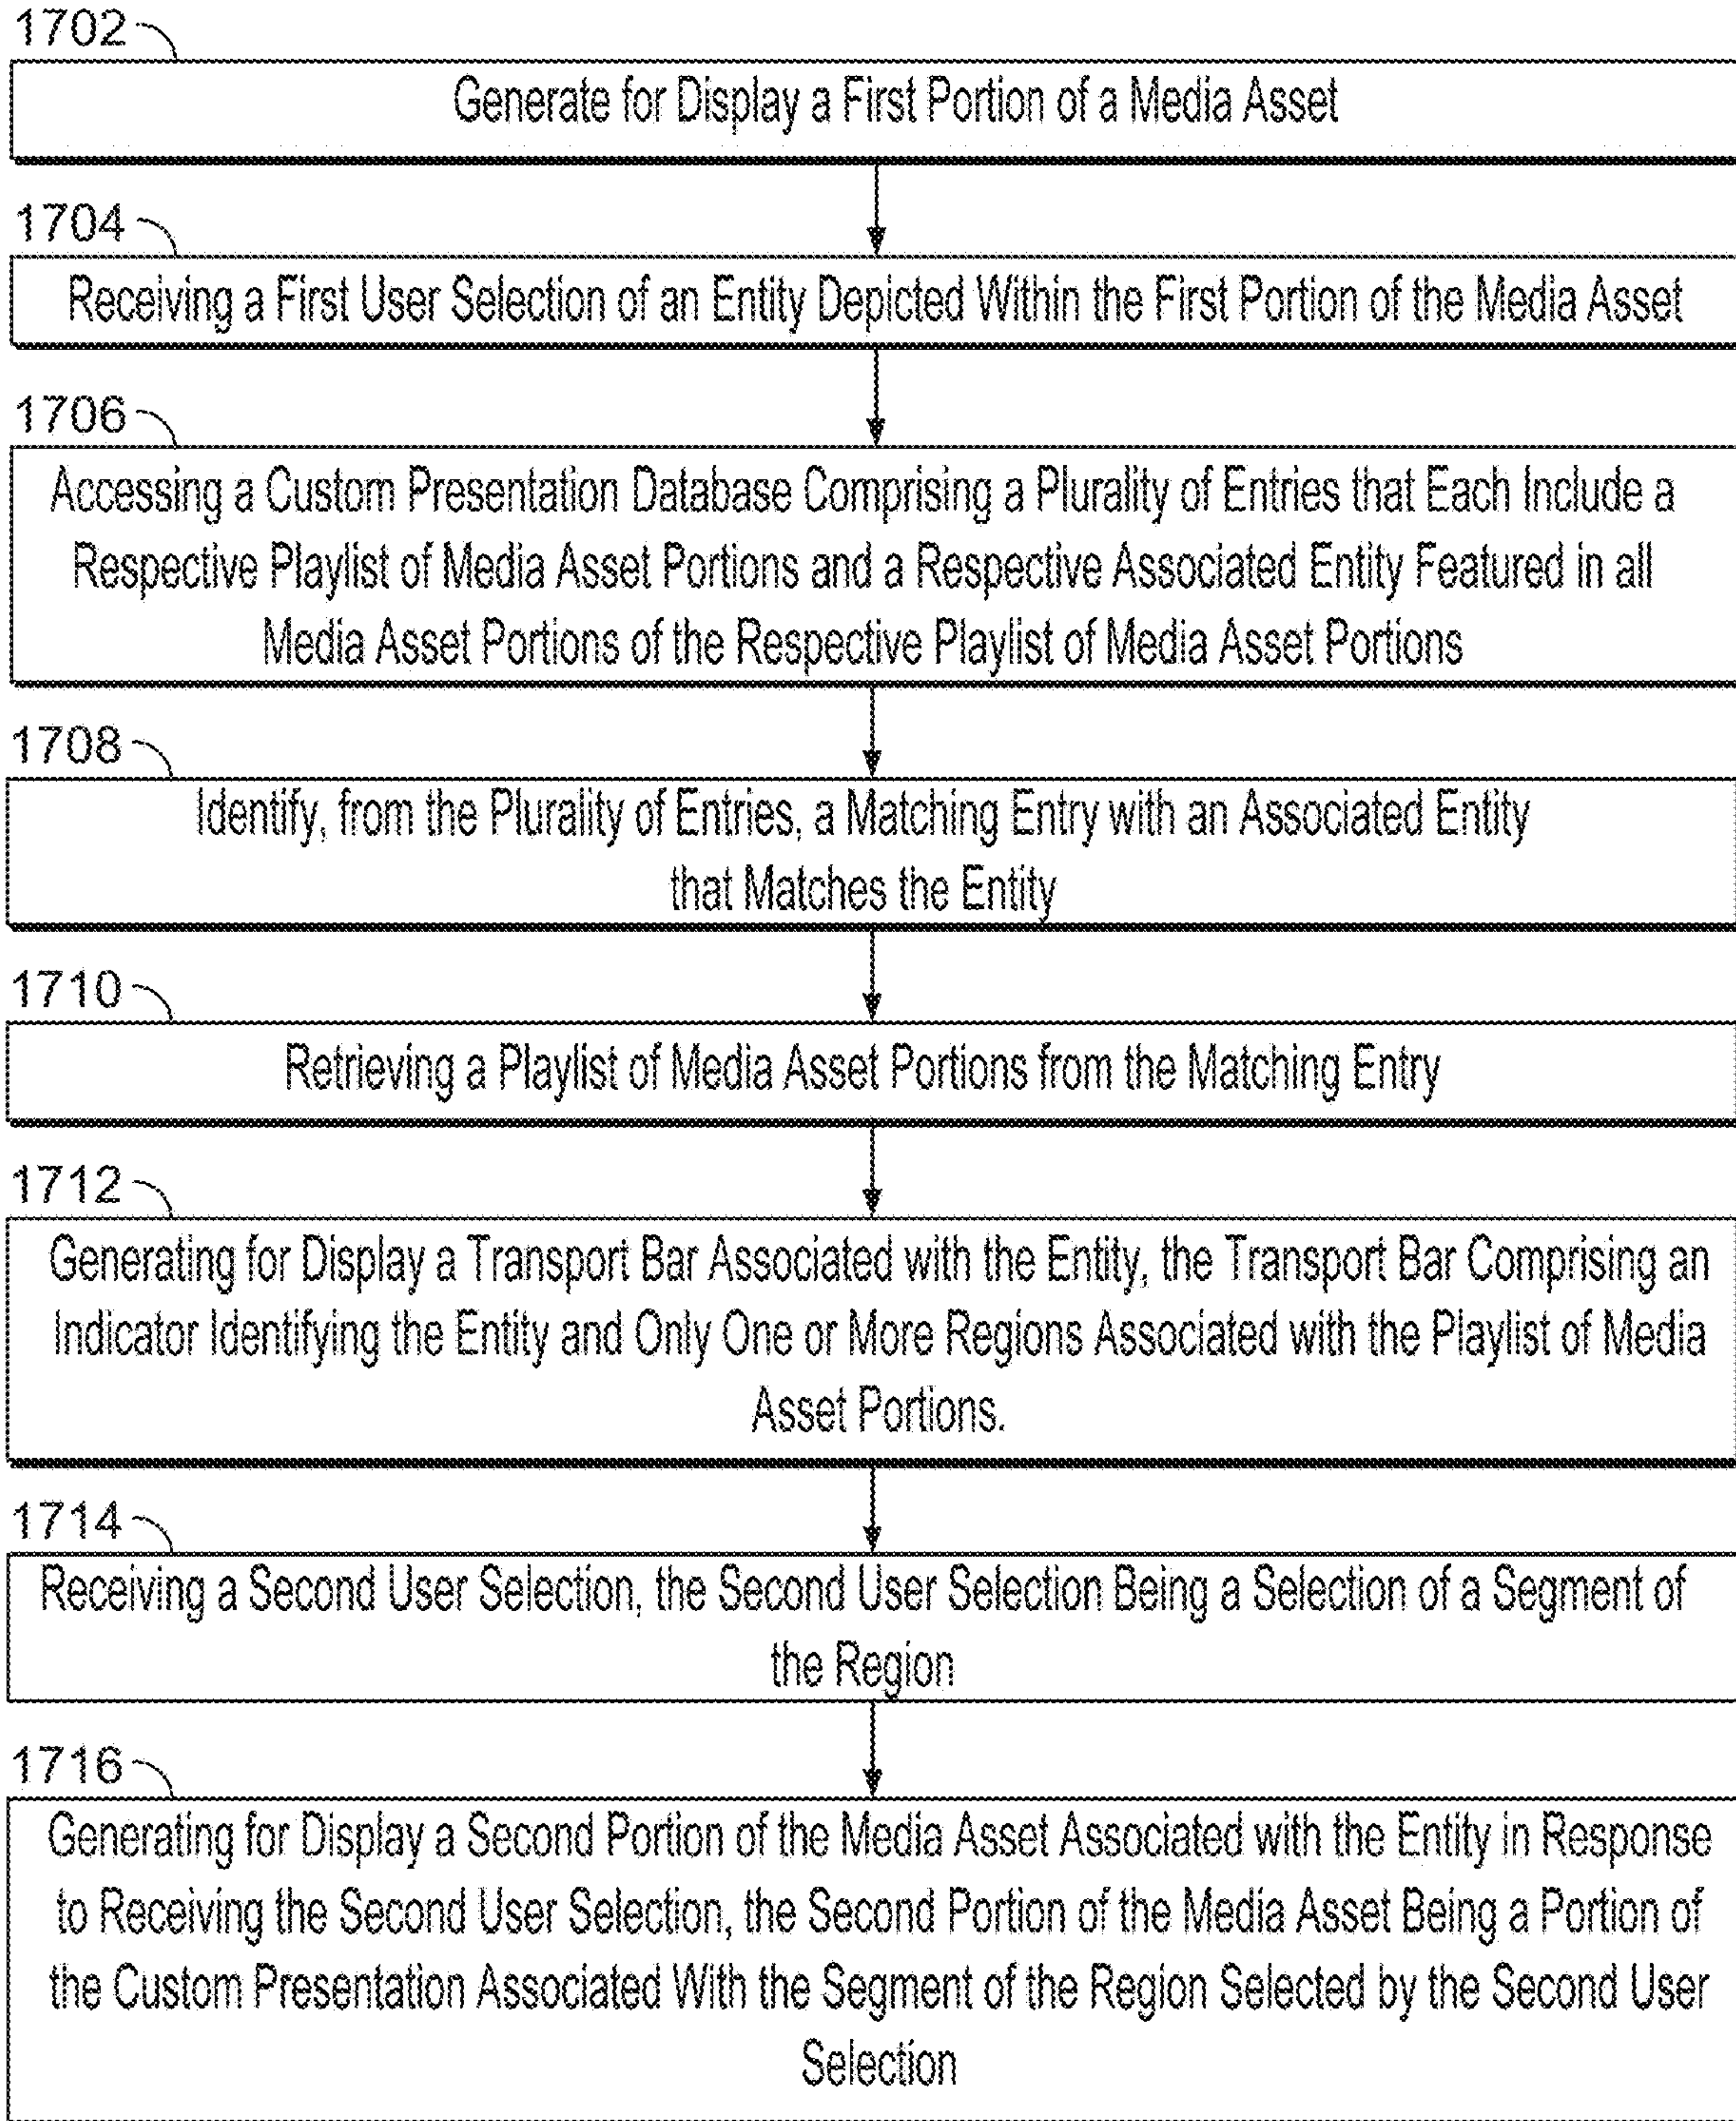 1702
Generate for Display a First Portion of a Media Asset
1704
Receiving a First User Selection of an Entity Depicted Within the First Portion of the Media Asset
1706
Accessing a Custom Presentation Database Comprising a Plurality of Entries that Each Include a
Respective Playlist of Media Asset Portions and a Respective Associated Entity Featured in all
Media Asset Portions of the Respective Playlist of Media Asset Portions
1708
Identify, from the Plurality of Entries, a Matching Entry with an Associated Entity
that Matches the Entity
1710
Retrieving a Playlist of Media Asset Portions from the Matching Entry
1712
Generating for Display a Transport Bar Associated with the Entity, the Transport Bar Comprising an
Indicator Identifying the Entity and Only One or More Regions Associated with the Playlist of Media
Asset Portions.
1714
Receiving a Second User Selection, the Second User Selection Being a Selection of a Segment of
the Region
1716
Generating for Display a Second Portion of the Media Asset Associated with the Entity in Response
to Receiving the Second User Selection, the Second Portion of the Media Asset Being a Portion of
the Custom Presentation Associated With the Segment of the Region Selected by the Second User
Selection